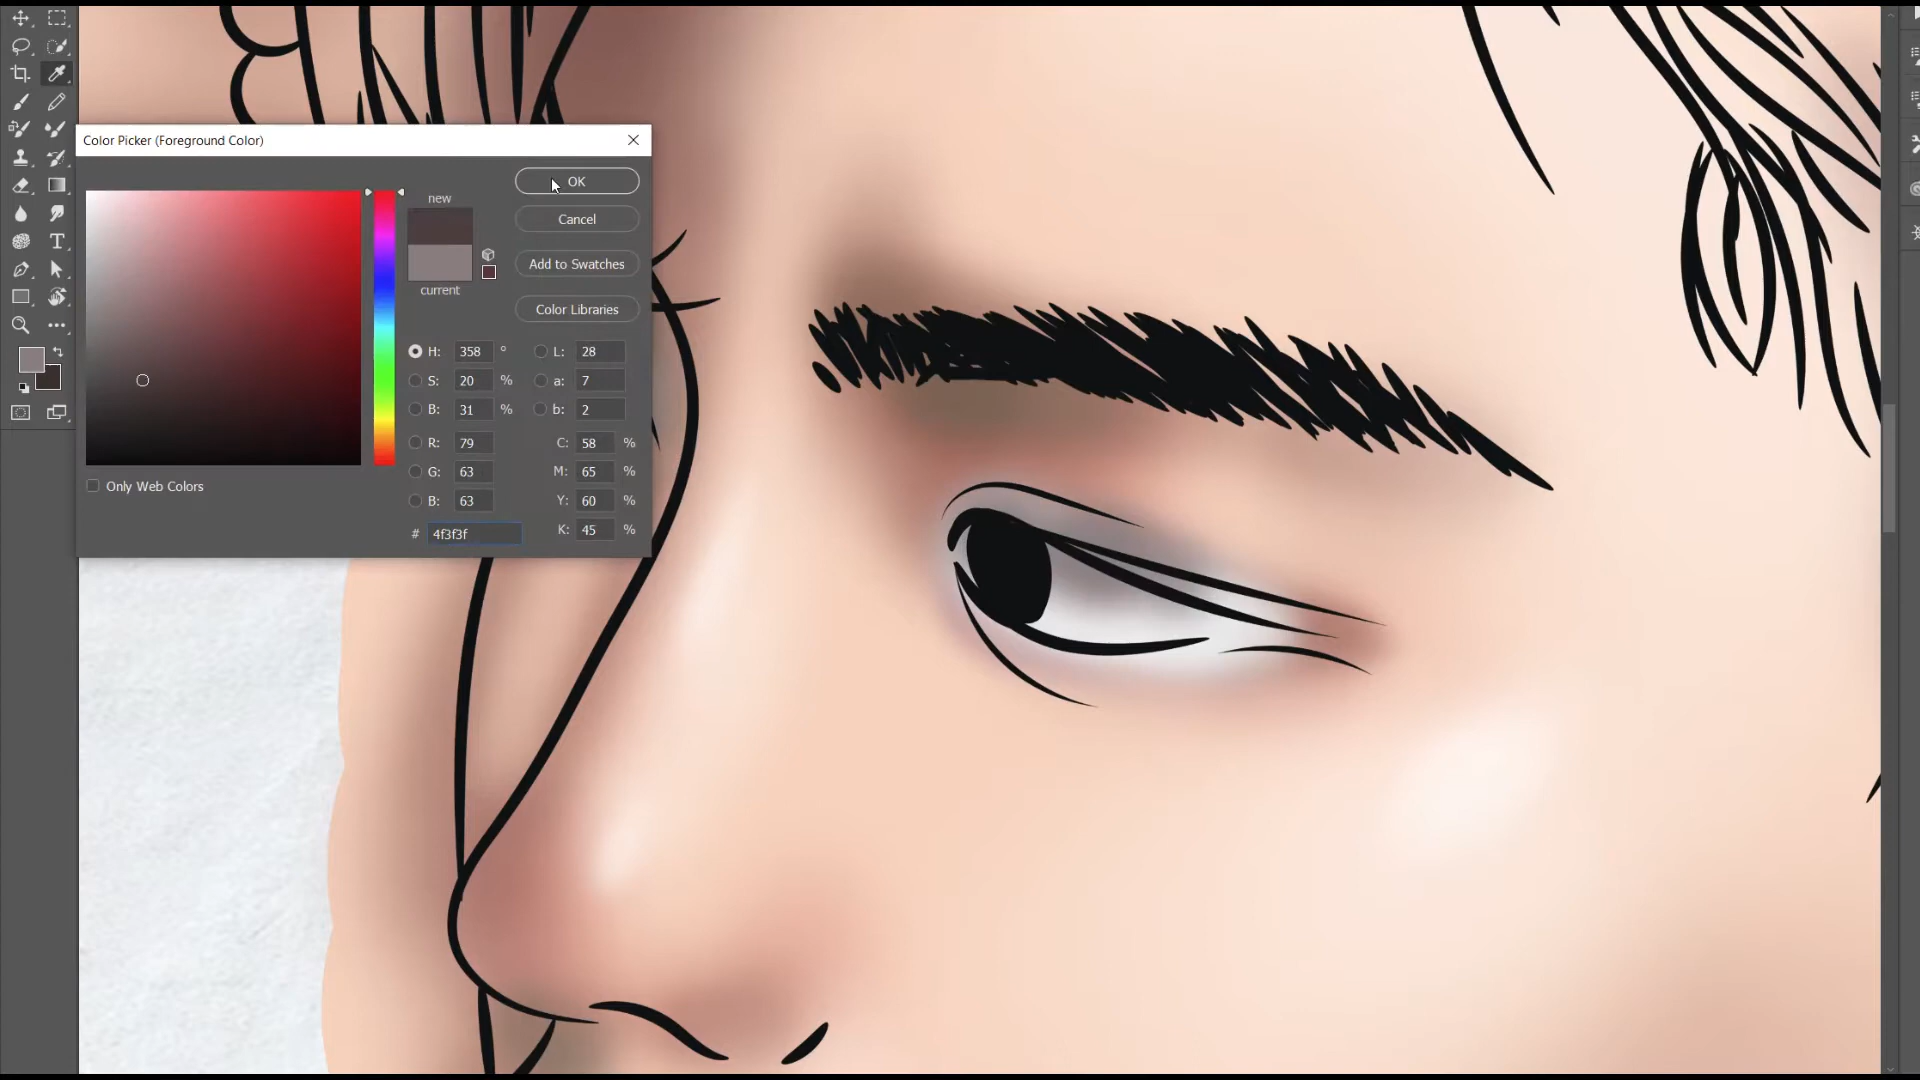 Color Picker (Foreground Color)
new
OK
Cancel
Add to Swatches
current
Color Libraries
H: 358 °
L: 28
S: 20 %
a: 7
B: 31 %
b: 2
R: 79
C: 58 %
G: 63
M: 65 %
Only Web Colors
B: 63
Y: 60 %
# 4f3f3f
K: 45 %